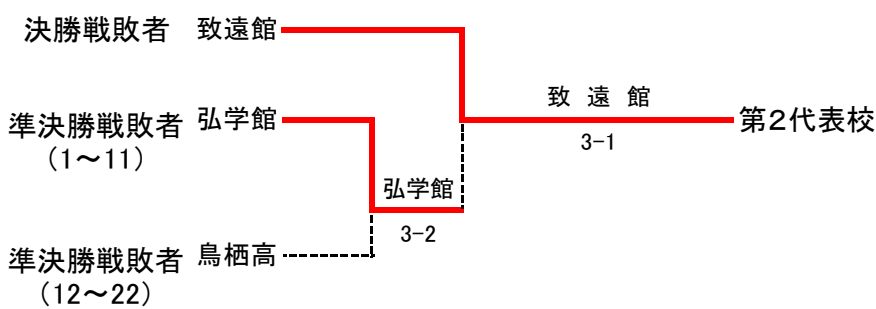 決勝戦敗者 致遠館
致 遠 館
第2代表校
3-1
準決勝戦敗者 弘学館
(1～11)
弘学館
3-2
準決勝戦敗者 鳥栖高
(12～22)